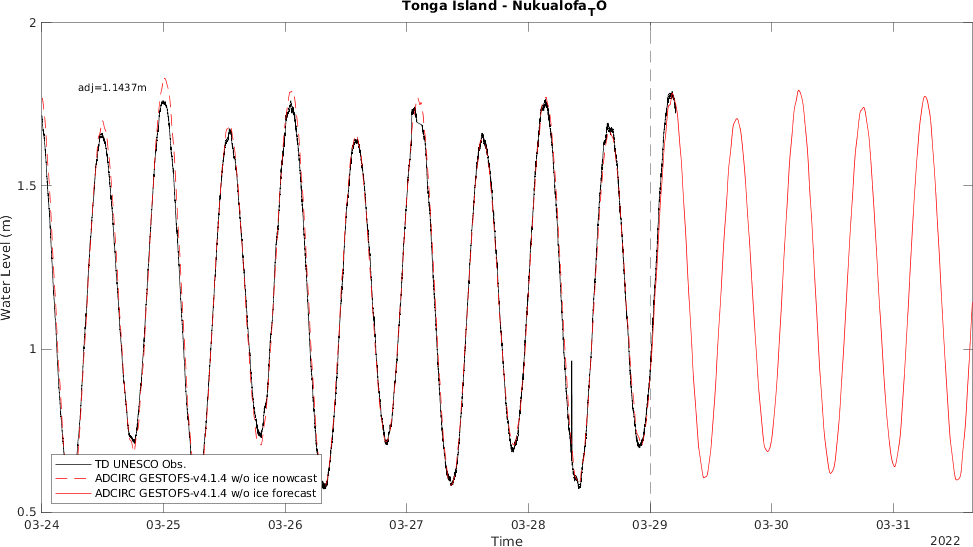 Tonga Island - NukualofaTO
2
adj=1.1437m
1.5
Water Level (m)
1
TD UNESCO Obs.
ADCIRC GESTOFS-v4.1.4 w/o ice nowcast
ADCIRC GESTOFS-v4.1.4 w/o ice forecast
0.5
03-24 03-25 03-26 03-27 03-28 03-29 03-30 03-31
Time
2022